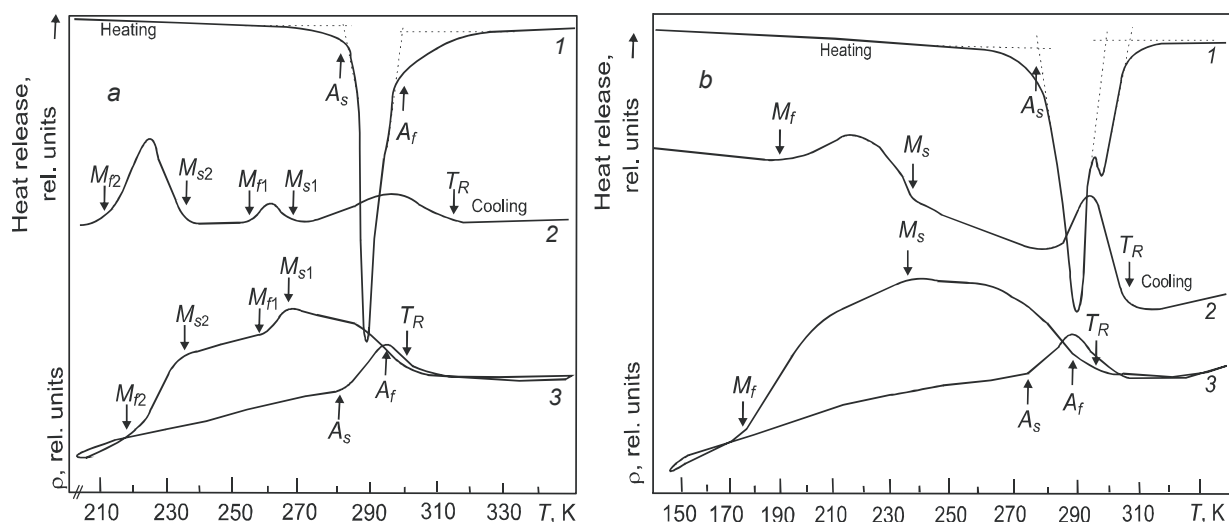 Heat release,
rel. units
ρ, rel. units
a
Heating
1
A_s
A_f
M_f2
M_s2
M_f1
M_s1
T_R
Cooling
2
M_s1
M_f1
M_s2
T_R
M_f2
A_f
A_s
3
210 230 250 270 290 310 330 T, K
Heat release,
rel. units
ρ, rel. units
b
Heating
1
A_s
M_f
M_s
M_s
T_R
Cooling
2
T_R
M_f
A_s
A_f
3
150 170 190 210 230 250 270 290 310 T, K